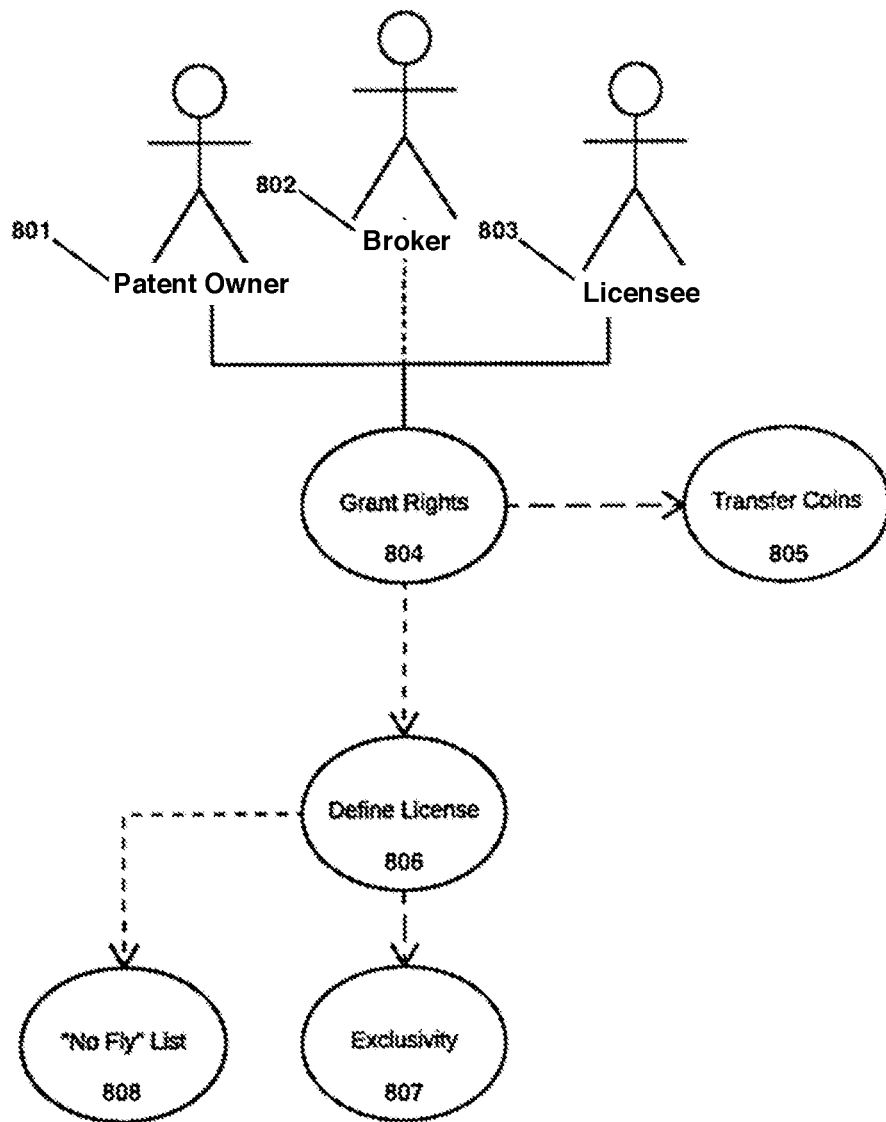 802
Broker
801
803
Patent Owner
Licensee
Grant Rights
804
Transfer Coins
805
Define License
806
"No Fly" List
808
Exclusivity
807